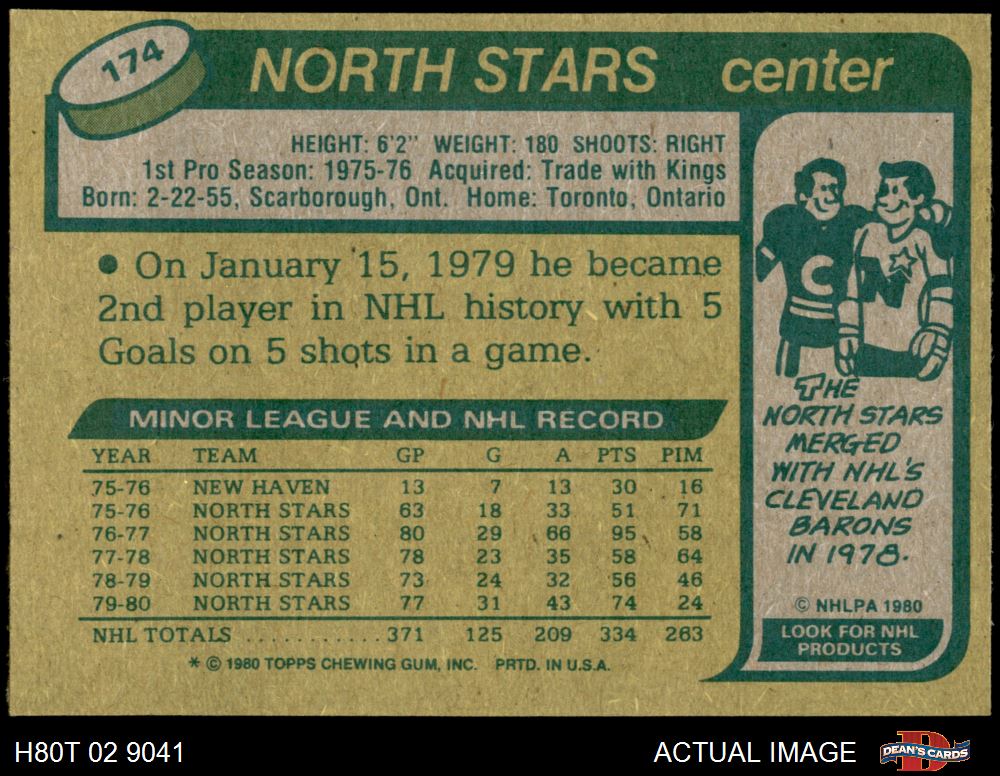 174
NORTH STARS center
HEIGHT: 6'2" WEIGHT: 180 SHOOTS: RIGHT
1st Pro Season: 1975-76 Acquired: Trade with Kings
Born: 2-22-55, Scarborough, Ont. Home: Toronto, Ontario
● On January 15, 1979 he became
2nd player in NHL history with 5
Goals on 5 shots in a game.
MINOR LEAGUE AND NHL RECORD
YEAR TEAM GP G A PTS PIM
75-76 NEW HAVEN 13 7 13 30 16
75-76 NORTH STARS 63 18 33 51 71
76-77 NORTH STARS 80 29 66 95 58
77-78 NORTH STARS 78 23 35 58 64
78-79 NORTH STARS 73 24 32 56 46
79-80 NORTH STARS 77 31 43 74 24
NHL TOTALS ........... 371 125 209 334 263
* © 1980 TOPPS CHEWING GUM, INC. PRTD. IN U.S.A.
C
N
THE
NORTH STARS
MERGED
WITH NHL'S
CLEVELAND
BARONS
IN 1978.
© NHLPA 1980
LOOK FOR NHL
PRODUCTS
H80T 02 9041
ACTUAL IMAGE
D
DEAN'S CARDS